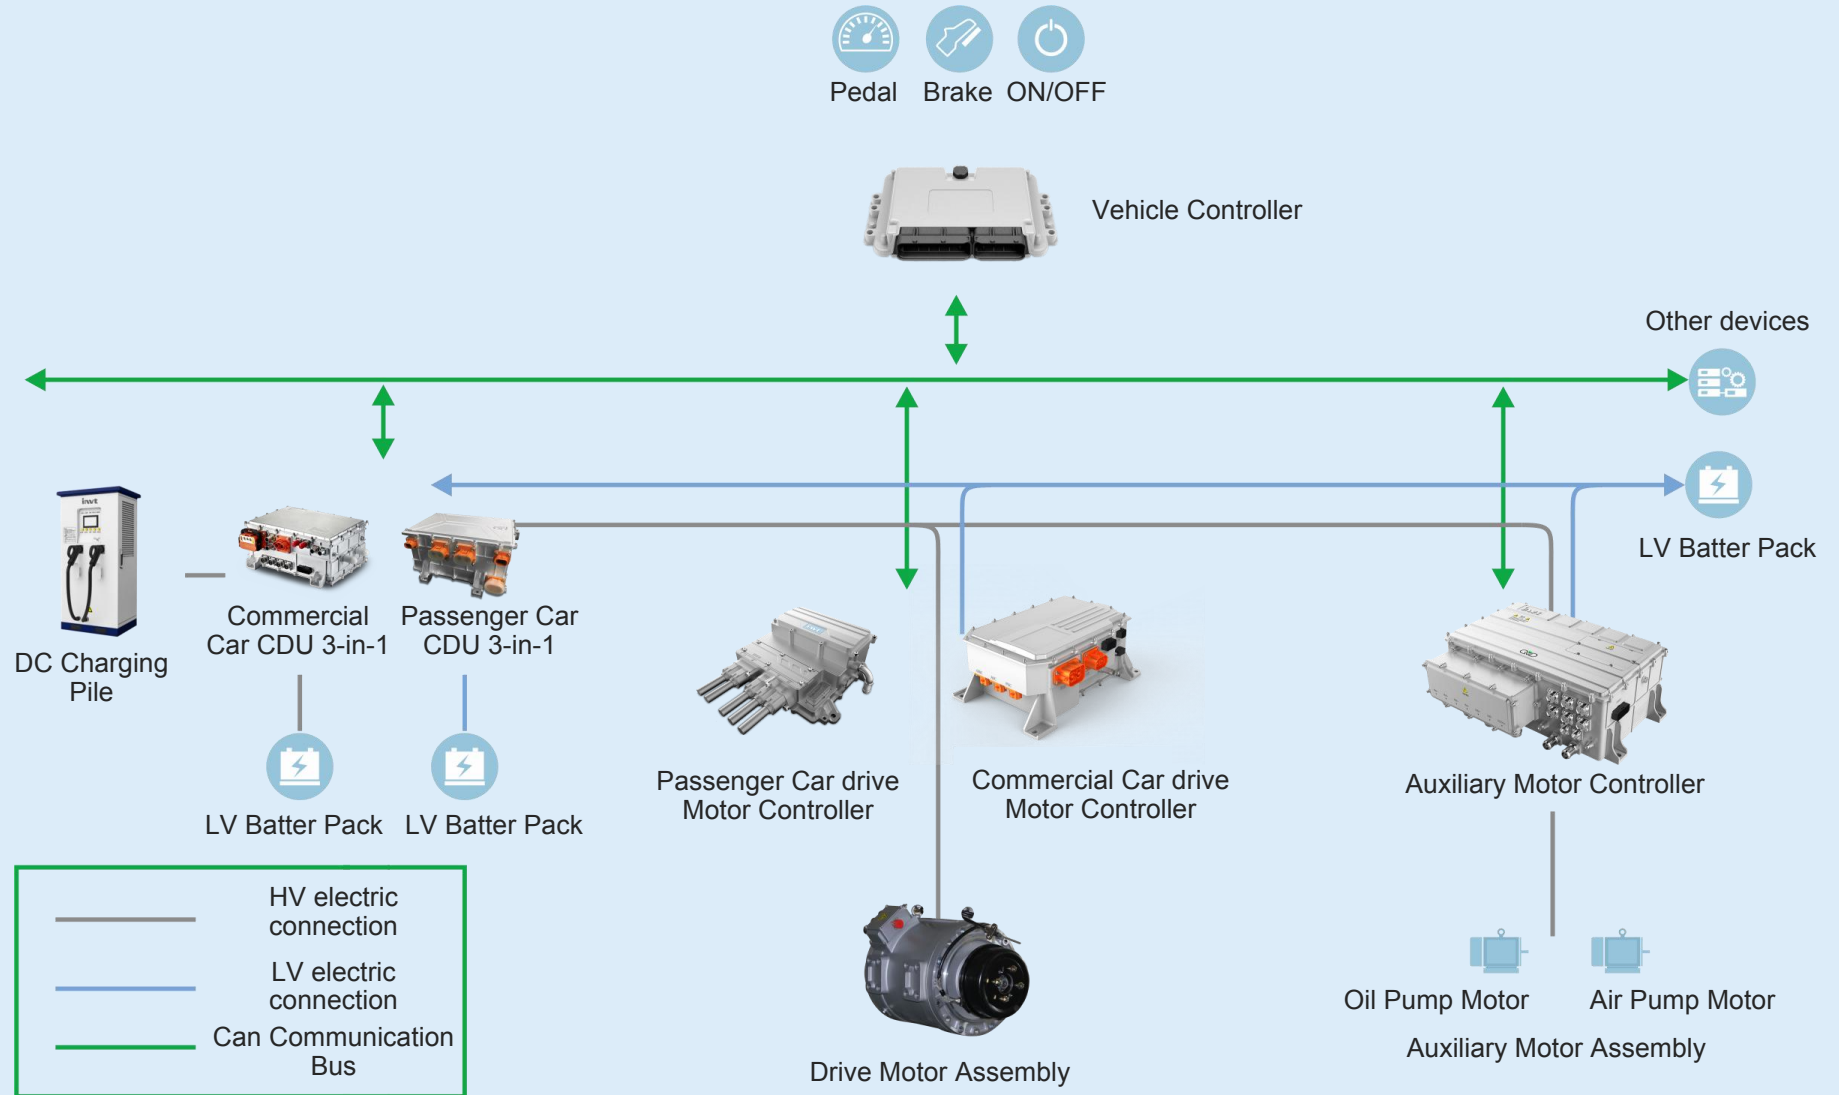 Pedal Brake ON/OFF
Vehicle Controller
Other devices
LV Batter Pack
invt
DC Charging
Pile
Commercial
Car CDU 3-in-1
Passenger Car
CDU 3-in-1
LV Batter Pack
LV Batter Pack
Passenger Car drive
Motor Controller
Commercial Car drive
Motor Controller
Auxiliary Motor Controller
HV electric
connection
LV electric
connection
Can Communication
Bus
Drive Motor Assembly
Oil Pump Motor
Air Pump Motor
Auxiliary Motor Assembly